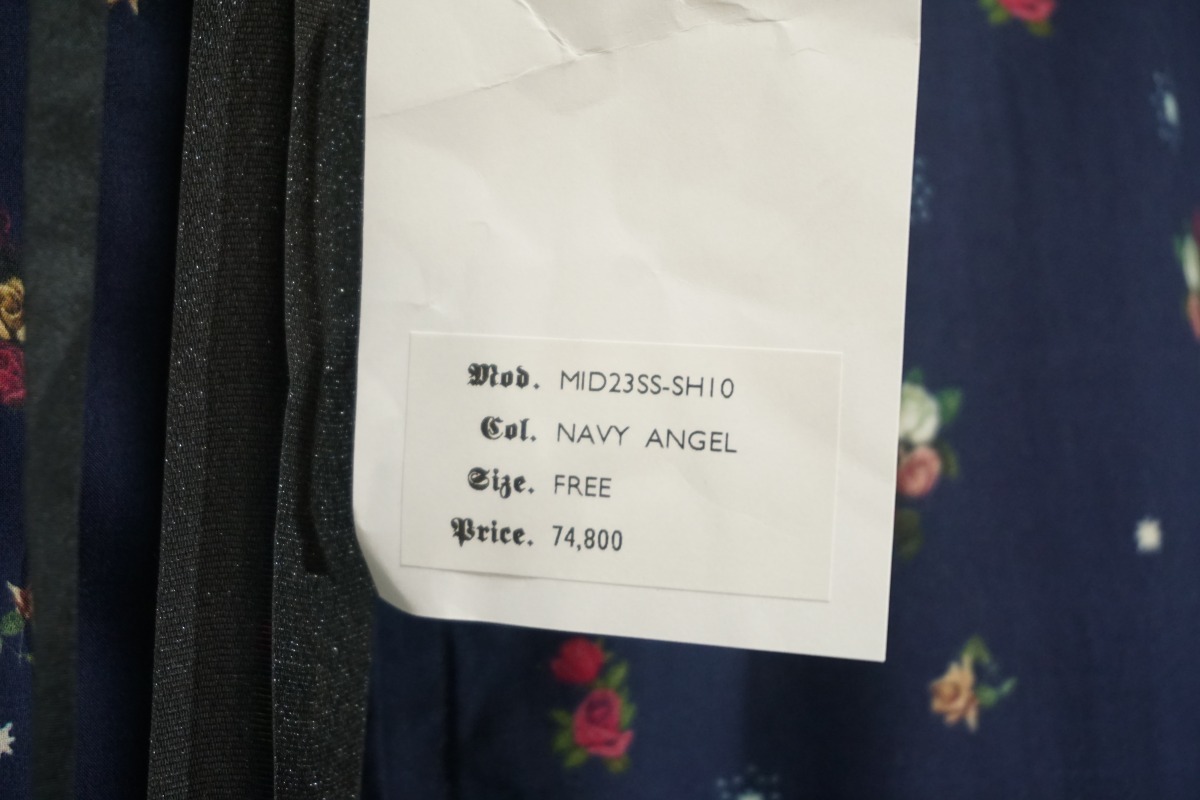 Mod. MID23SS-SH10
Col. NAVY ANGEL
Size. FREE
Price. 74,800